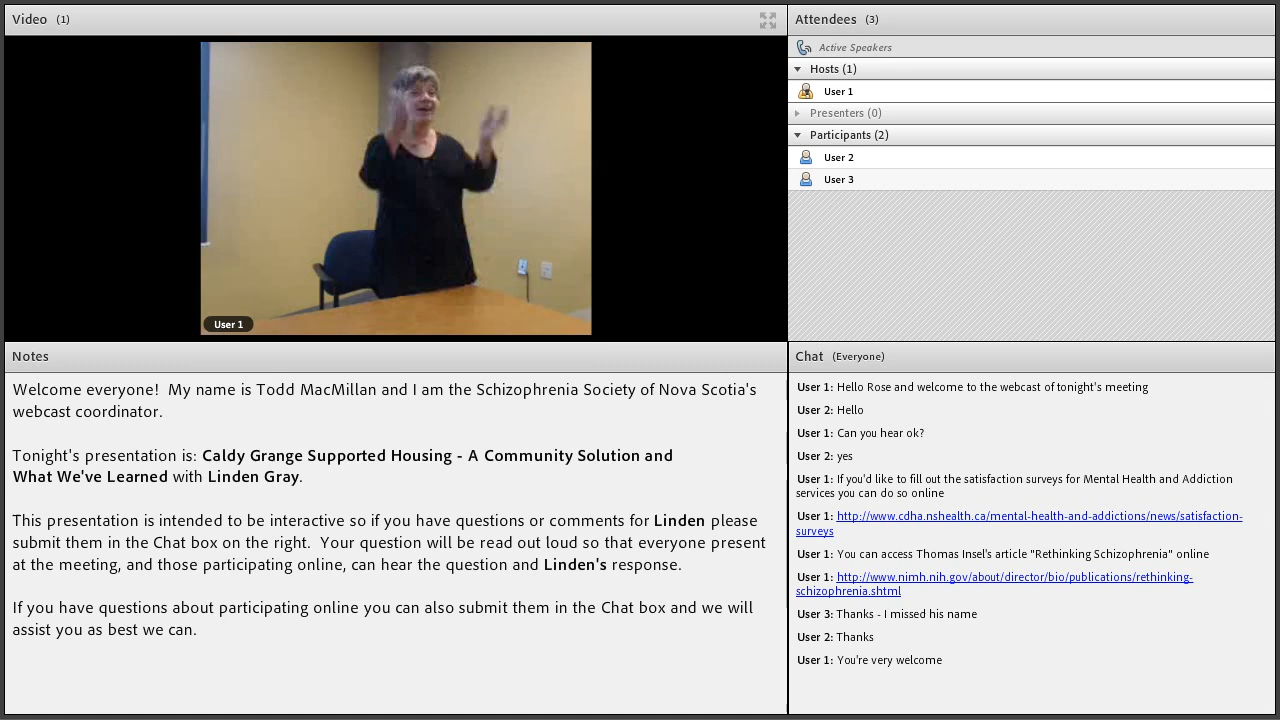 Video (1)
User 1
Attendees (3)
Active Speakers
Hosts (1)
User 1
Presenters (0)
Participants (2)
User 2
User 3
Notes
Welcome everyone!  My name is Todd MacMillan and I am the Schizophrenia Society of Nova Scotia's
webcast coordinator.
Tonight's presentation is: Caldy Grange Supported Housing - A Community Solution and
What We've Learned with Linden Gray.
This presentation is intended to be interactive so if you have questions or comments for Linden please
submit them in the Chat box on the right.  Your question will be read out loud so that everyone present
at the meeting, and those participating online, can hear the question and Linden's response.
If you have questions about participating online you can also submit them in the Chat box and we will
assist you as best we can.
Chat (Everyone)
User 1: Hello Rose and welcome to the webcast of tonight's meeting
User 2: Hello
User 1: Can you hear ok?
User 2: yes
User 1: If you'd like to fill out the satisfaction surveys for Mental Health and Addiction
services you can do so online
User 1: http://www.cdha.nshealth.ca/mental-health-and-addictions/news/satisfaction-
surveys
User 1: You can access Thomas Insel's article "Rethinking Schizophrenia" online
User 1: http://www.nimh.nih.gov/about/director/bio/publications/rethinking-
schizophrenia.shtml
User 3: Thanks - I missed his name
User 2: Thanks
User 1: You're very welcome